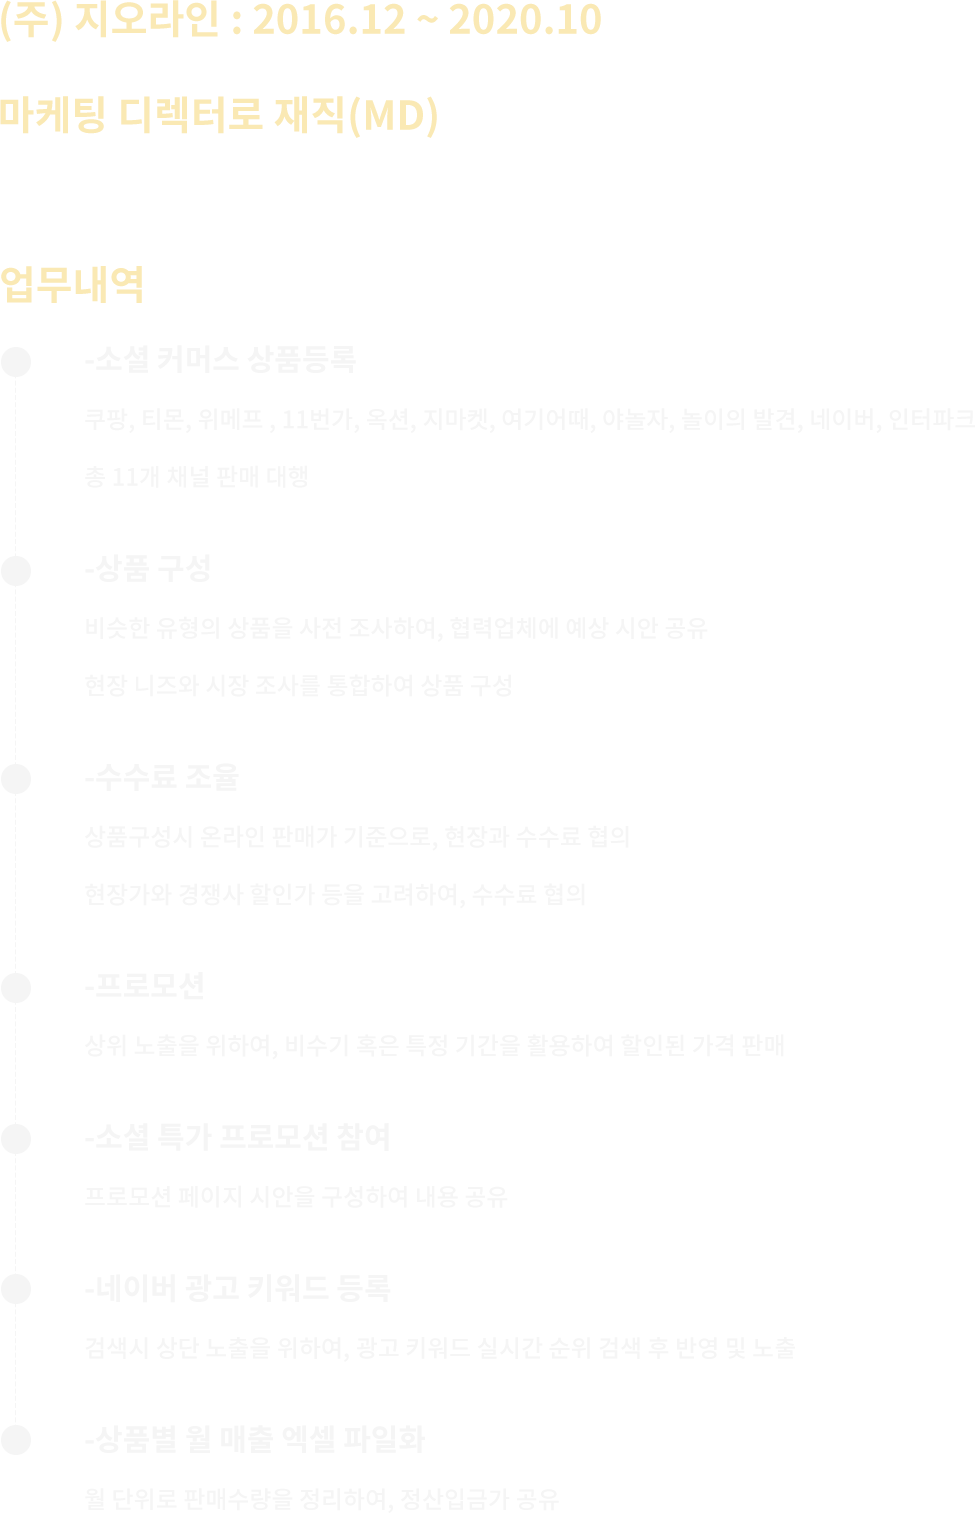 (주) 지오라인 : 2016.12 ~ 2020.10
마케팅 디렉터로 재직(MD)
업무내역
-소셜 커머스 상품등록
쿠팡, 티몬, 위메프 , 11번가, 옥션, 지마켓, 여기어때, 야놀자, 놀이의 발견, 네이버, 인터파크
총 11개 채널 판매 대행
-상품 구성
비슷한 유형의 상품을 사전 조사하여, 협력업체에 예상 시안 공유
현장 니즈와 시장 조사를 통합하여 상품 구성
-수수료 조율
상품구성시 온라인 판매가 기준으로, 현장과 수수료 협의
현장가와 경쟁사 할인가 등을 고려하여, 수수료 협의
-프로모션
상위 노출을 위하여, 비수기 혹은 특정 기간을 활용하여 할인된 가격 판매
-소셜 특가 프로모션 참여
프로모션 페이지 시안을 구성하여 내용 공유
-네이버 광고 키워드 등록
검색시 상단 노출을 위하여, 광고 키워드 실시간 순위 검색 후 반영 및 노출
-상품별 월 매출 엑셀 파일화
월 단위로 판매수량을 정리하여, 정산입금가 공유